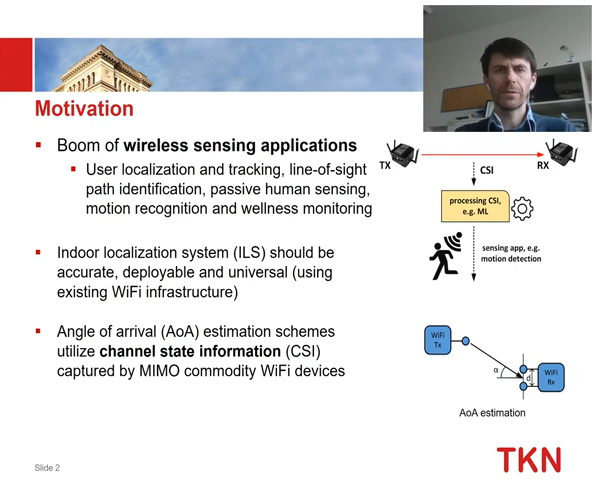 Motivation
Boom of wireless sensing applications
User localization and tracking, line-of-sight
path identification, passive human sensing,
motion recognition and wellness monitoring
Indoor localization system (ILS) should be
accurate, deployable and universal (using
existing WiFi infrastructure)
Angle of arrival (AoA) estimation schemes
utilize channel state information (CSI)
captured by MIMO commodity WiFi devices
TX
RX
CSI
processing CSI,
e.g. ML
sensing app, e.g.
motion detection
WiFi
Tx
α
d
WiFi
Rx
AoA estimation
Slide 2
TKN